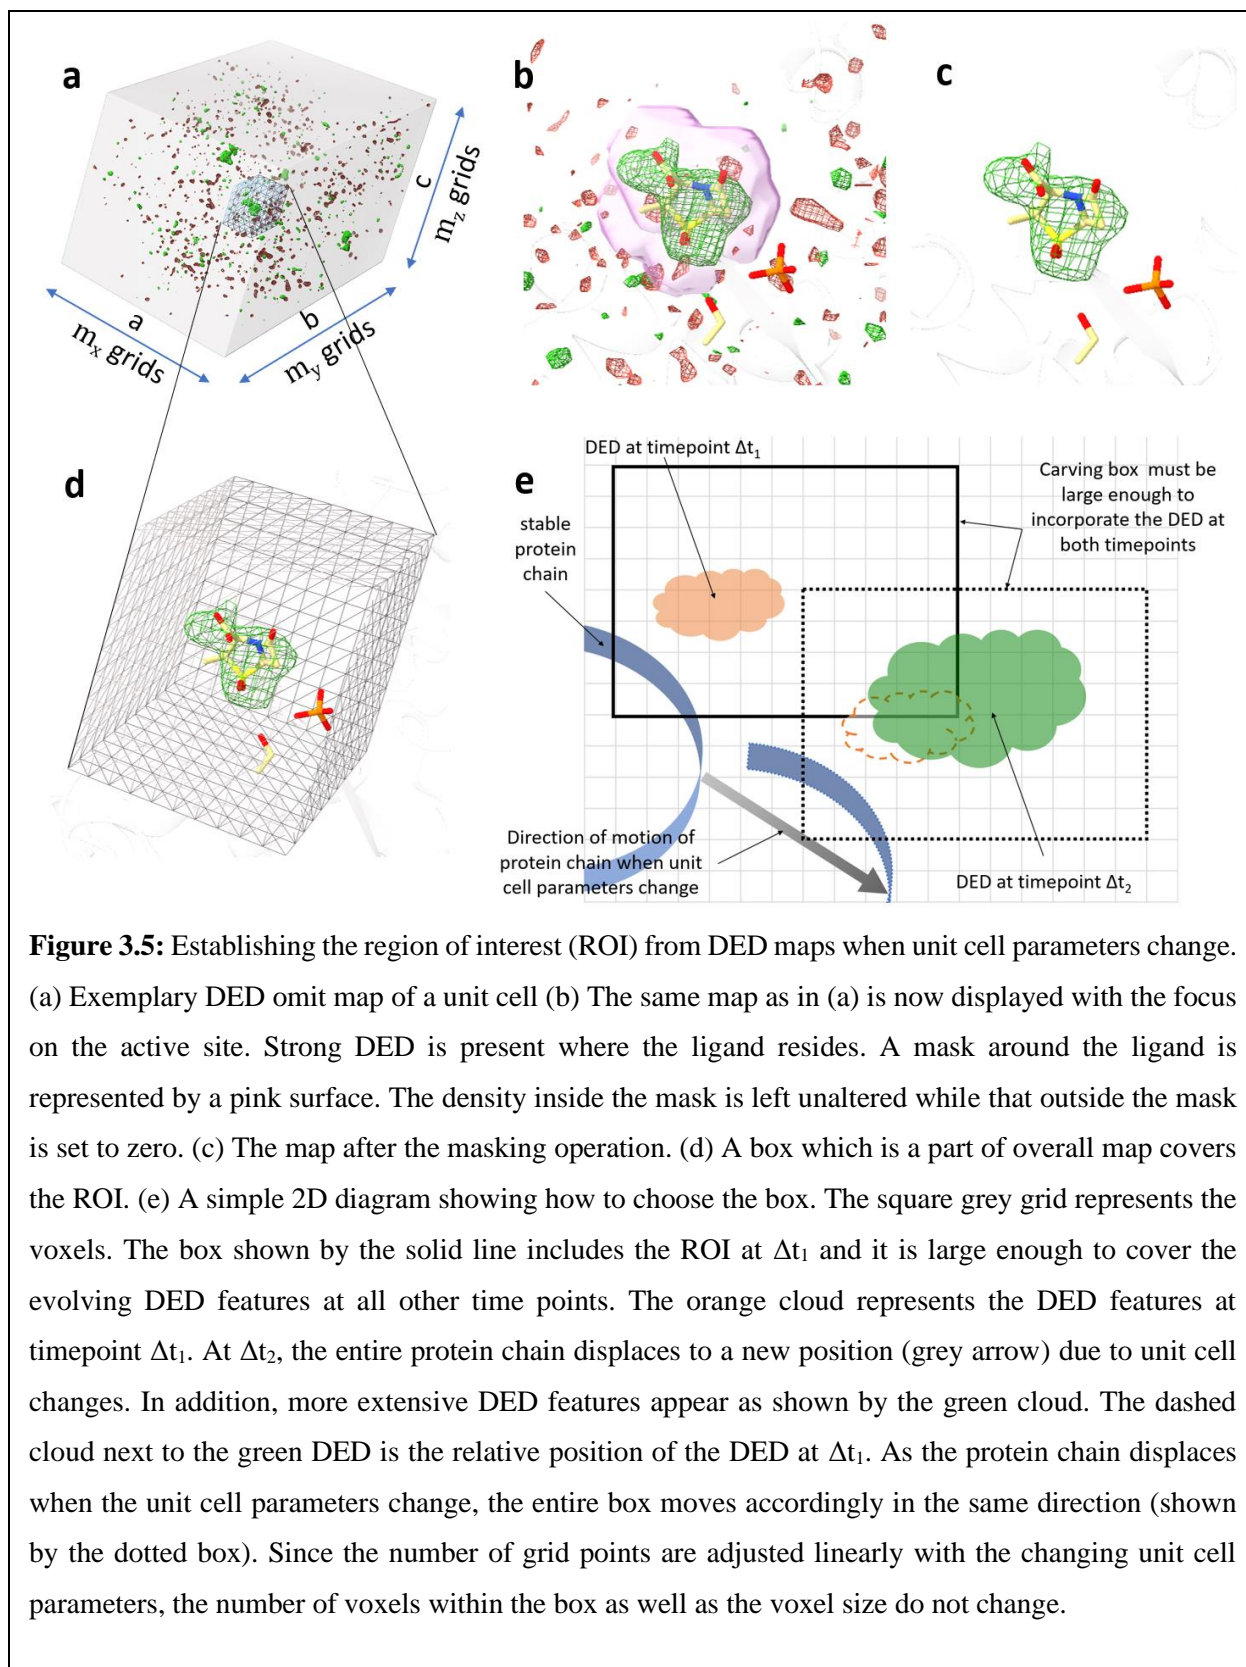 a
b
c
c
m_z grids
a
m_x grids
b
m_y grids
d
e
DED at timepoint Δt₁
stable
protein
chain
Carving box must be
large enough to
incorporate the DED at
both timepoints
Direction of motion of
protein chain when unit
cell parameters change
DED at timepoint Δt₂
Figure 3.5: Establishing the region of interest (ROI) from DED maps when unit cell parameters change.
(a) Exemplary DED omit map of a unit cell (b) The same map as in (a) is now displayed with the focus
on the active site. Strong DED is present where the ligand resides. A mask around the ligand is
represented by a pink surface. The density inside the mask is left unaltered while that outside the mask
is set to zero. (c) The map after the masking operation. (d) A box which is a part of overall map covers
the ROI. (e) A simple 2D diagram showing how to choose the box. The square grey grid represents the
voxels. The box shown by the solid line includes the ROI at Δt₁ and it is large enough to cover the
evolving DED features at all other time points. The orange cloud represents the DED features at
timepoint Δt₁. At Δt₂, the entire protein chain displaces to a new position (grey arrow) due to unit cell
changes. In addition, more extensive DED features appear as shown by the green cloud. The dashed
cloud next to the green DED is the relative position of the DED at Δt₁. As the protein chain displaces
when the unit cell parameters change, the entire box moves accordingly in the same direction (shown
by the dotted box). Since the number of grid points are adjusted linearly with the changing unit cell
parameters, the number of voxels within the box as well as the voxel size do not change.